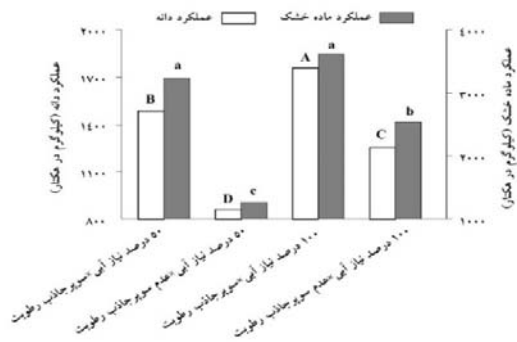 عملکرد دانه
عملکرد ماده خشک
عملکرد دانه (کیلوگرم در هکتار)
۲۰۰۰
۱۷۰۰
۱۴۰۰
۱۱۰۰
۸۰۰
B
a
D
c
A
a
C
b
۴۰۰۰
۳۰۰۰
۲۰۰۰
۱۰۰۰
عملکرد ماده خشک (کیلوگرم در هکتار)
۵۰ درصد نیاز آبی *سوپرجاذب رطوبت
۵۰ درصد نیاز آبی *عدم سوپرجاذب رطوبت
۱۰۰ درصد نیاز آبی *سوپرجاذب رطوبت
۱۰۰ درصد نیاز آبی *عدم سوپرجاذب رطوبت